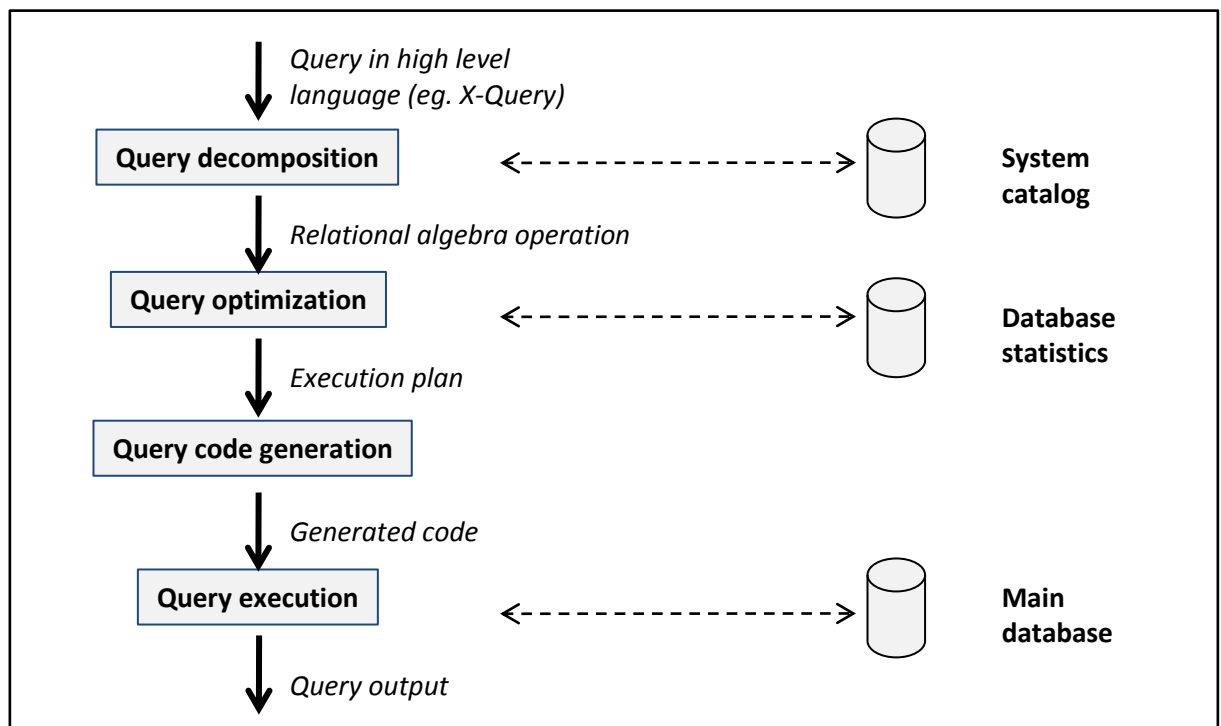 Query in high level
language (eg. X-Query)
Query decomposition
System
catalog
Relational algebra operation
Query optimization
Database
statistics
Execution plan
Query code generation
Generated code
Query execution
Main
database
Query output